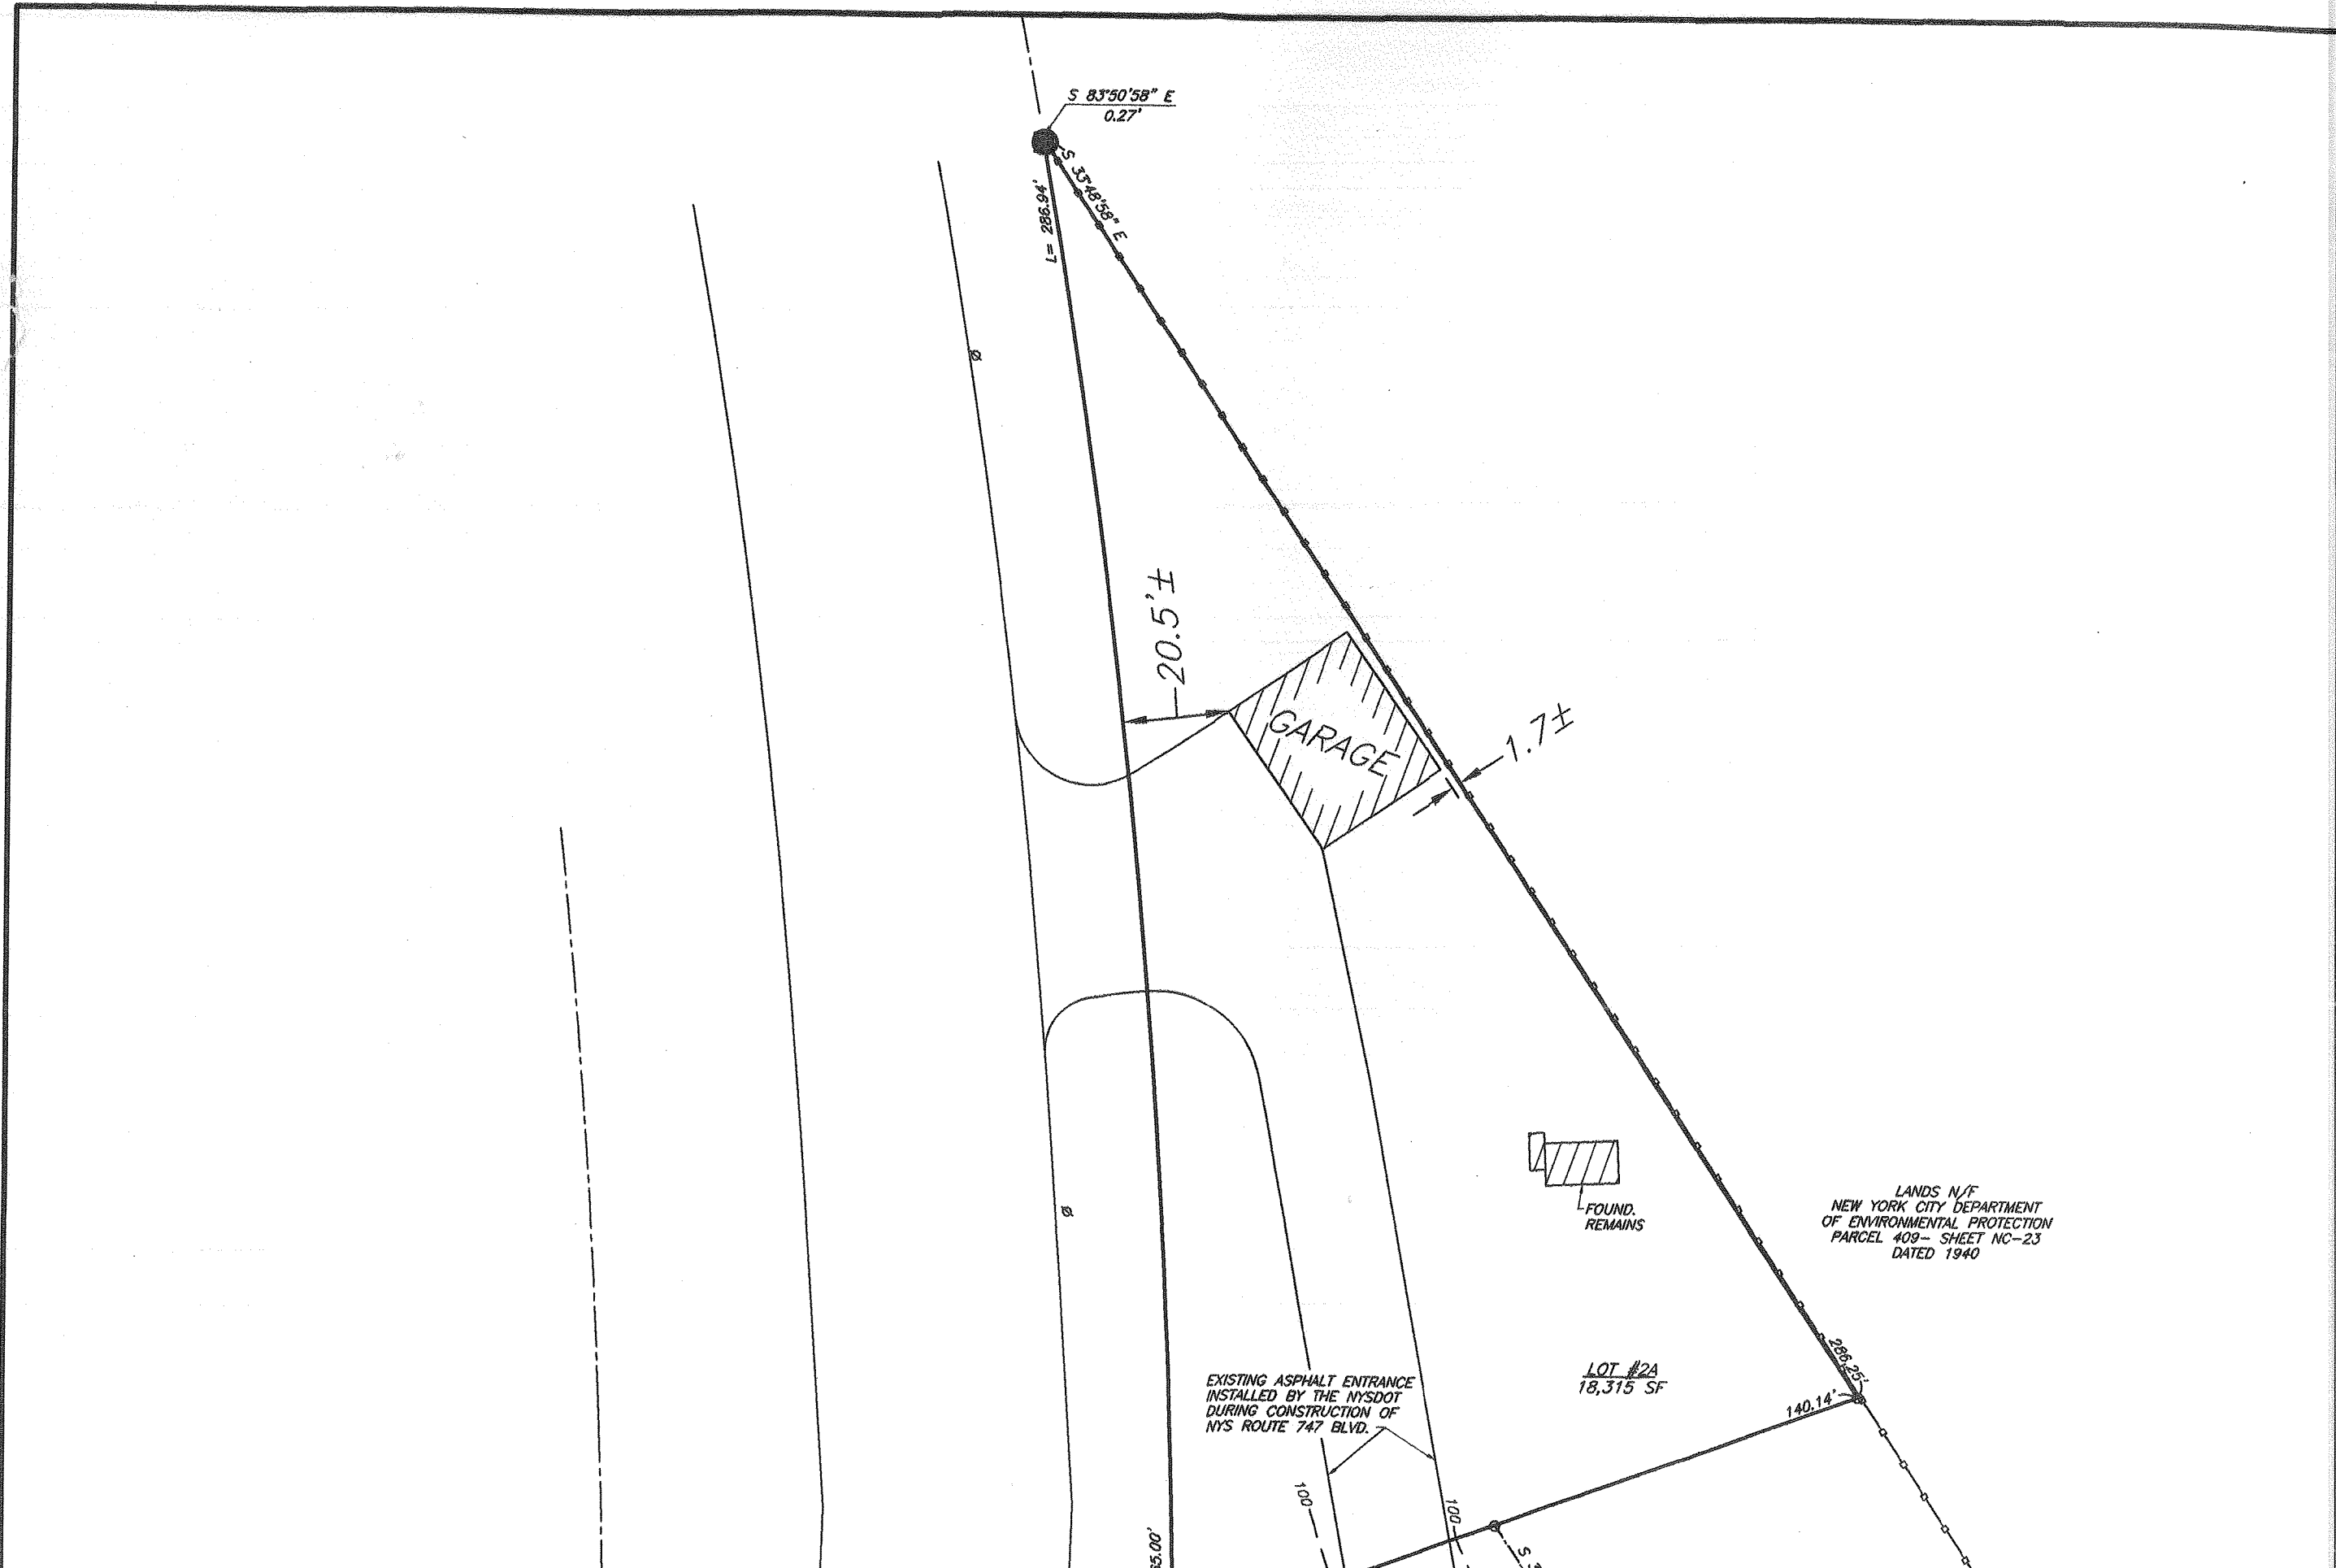 S 83°50'58" E
0.27'
S 33°48'58" E
L= 286.94'
20.5'±
GARAGE
1.7±
FOUND.
REMAINS
LANDS N/F
NEW YORK CITY DEPARTMENT
OF ENVIRONMENTAL PROTECTION
PARCEL 409- SHEET NC-23
DATED 1940
286.25'
LOT #2A
18,315 SF
140.14'
EXISTING ASPHALT ENTRANCE
INSTALLED BY THE NYSDOT
DURING CONSTRUCTION OF
NYS ROUTE 747 BLVD.
100
100